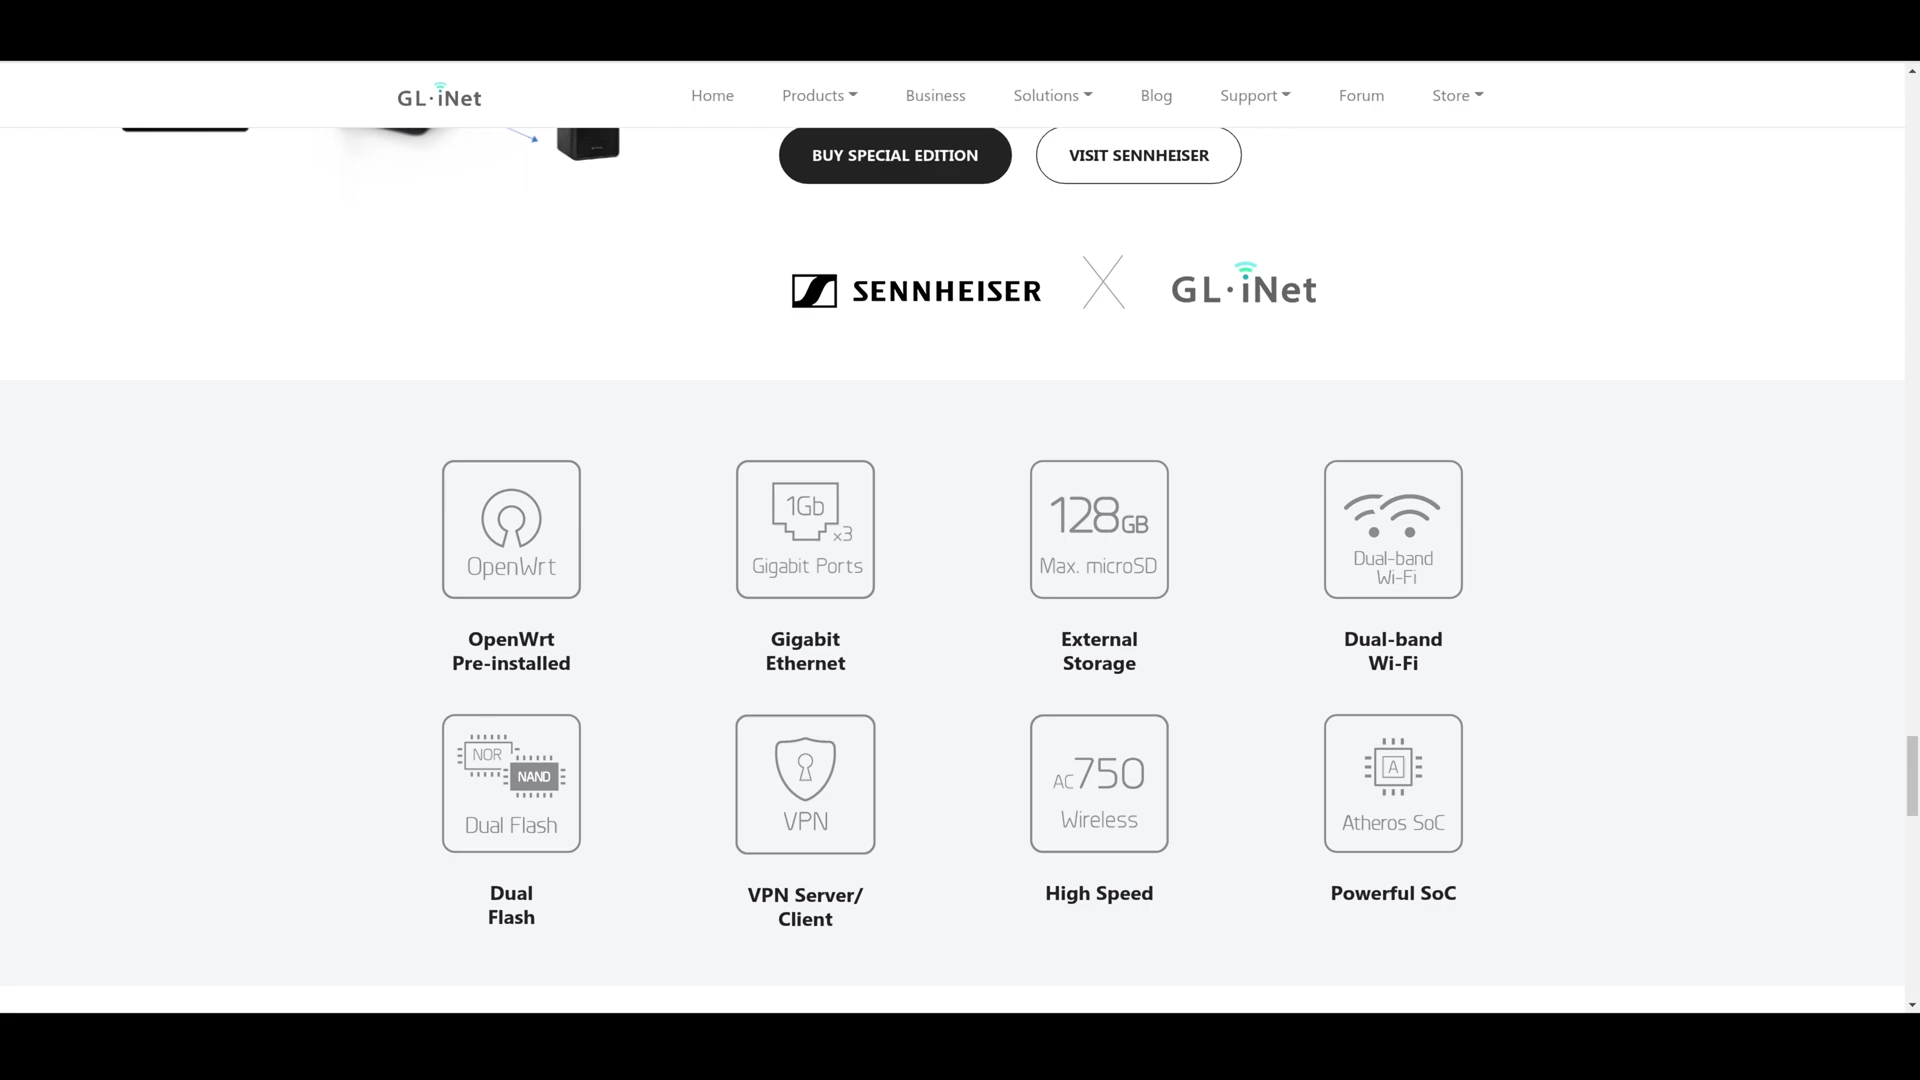 GL·iNet
Home Products Business Solutions Blog Support Forum Store
BUY SPECIAL EDITION VISIT SENNHEISER
SENNHEISER X GL·iNet
OpenWrt
1Gb x3 Gigabit Ports
128GB Max. microSD
Dual-band Wi-Fi
OpenWrt
Pre-installed
Gigabit
Ethernet
External
Storage
Dual-band
Wi-Fi
NOR NAND Dual Flash
VPN
AC750 Wireless
A Atheros SoC
Dual
Flash
VPN Server/
Client
High Speed
Powerful SoC